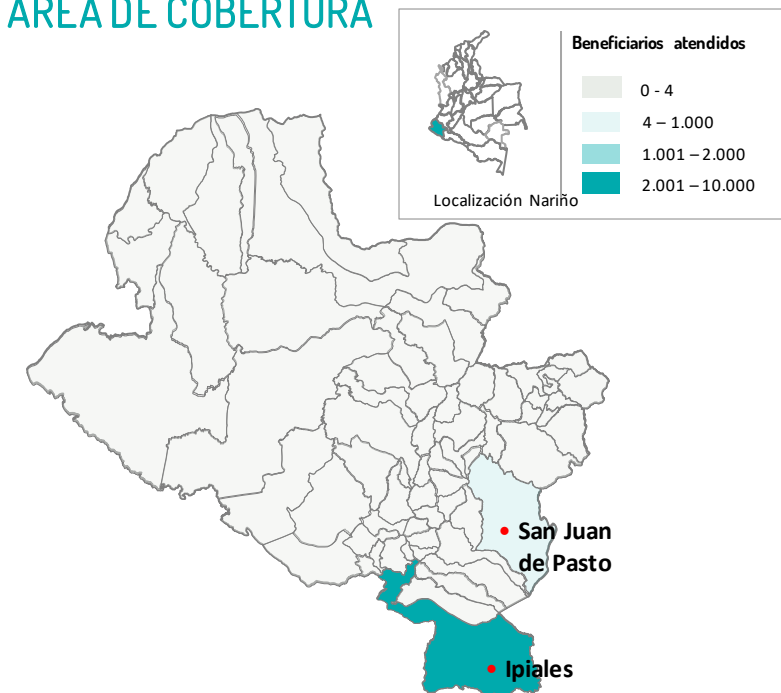 ÁREA DE COBERTURA
Beneficiarios atendidos
0 - 4
4 – 1.000
1.001 – 2.000
2.001 – 10.000
Localización Nariño
San Juan
de Pasto
Ipiales